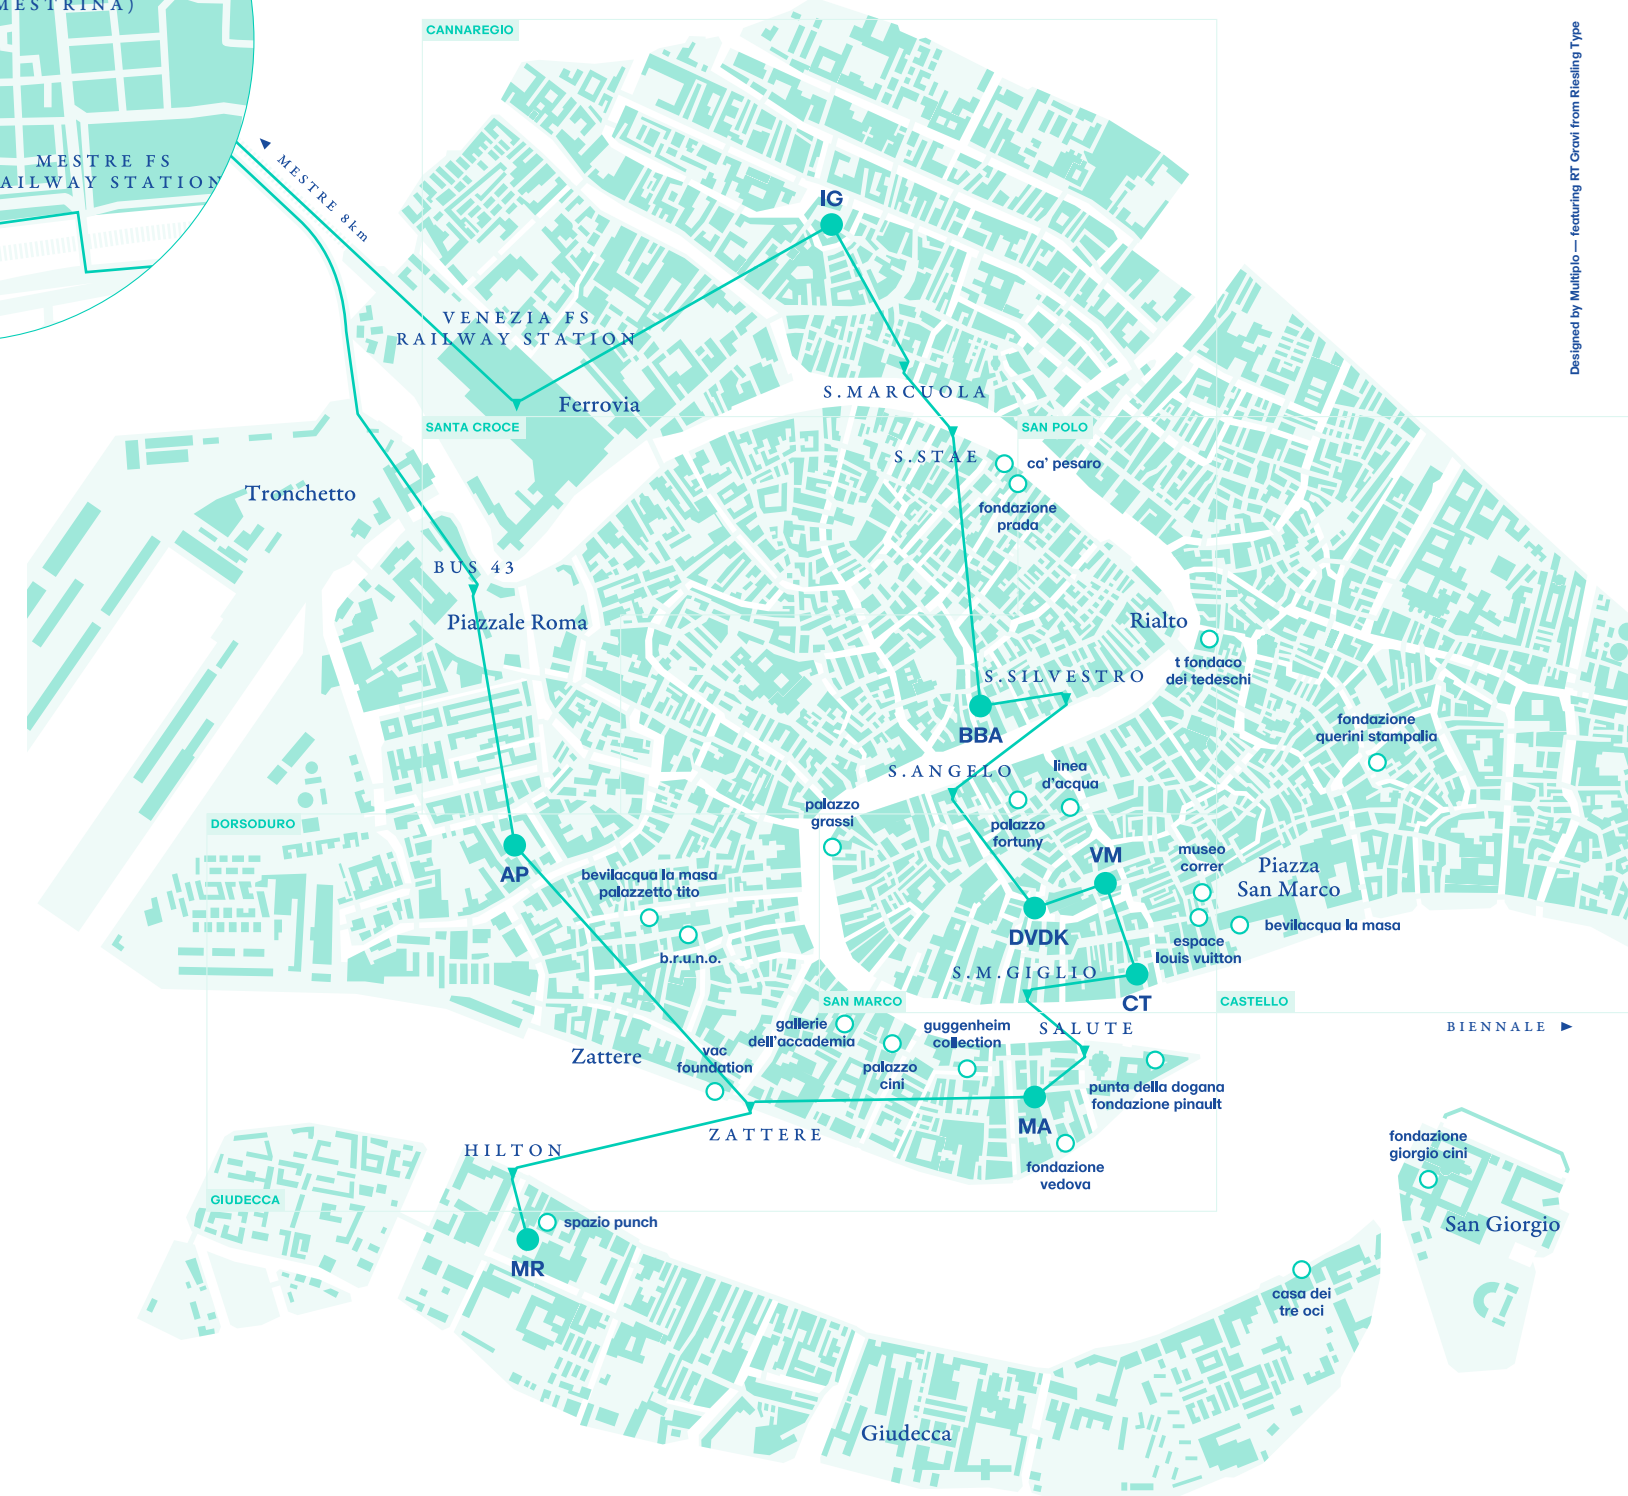 MESTRINA)
MESTRE FS
AILWAY STATION
MESTRE 8km
CANNAREGIO
Designed by Multiplo — featuring RT Gravi from Riesling Type
IG
VENEZIA FS
RAILWAY STATION
Ferrovia
S.MARCUOLA
SANTA CROCE
SAN POLO
S.STAE
ca' pesaro
fondazione
prada
Tronchetto
BUS 43
Piazzale Roma
Rialto
t fondaco
dei tedeschi
S.SILVESTRO
BBA
fondazione
querini stampalia
S.ANGELO
linea
d'acqua
palazzo
grassi
palazzo
fortuny
DORSODURO
AP
bevilacqua la masa
palazzetto tito
b.r.u.n.o.
VM
museo
correr
Piazza
San Marco
DVDK
bevilacqua la masa
espace
louis vuitton
S.M.GIGLIO
CT
SAN MARCO
CASTELLO
BIENNALE
gallerie
dell'accademia
guggenheim
collection
SALUTE
Zattere
vac
foundation
palazzo
cini
punta della dogana
fondazione pinault
MA
ZATTERE
HILTON
fondazione
vedova
fondazione
giorgio cini
GIUDECCA
spazio punch
MR
San Giorgio
casa dei
tre oci
Giudecca